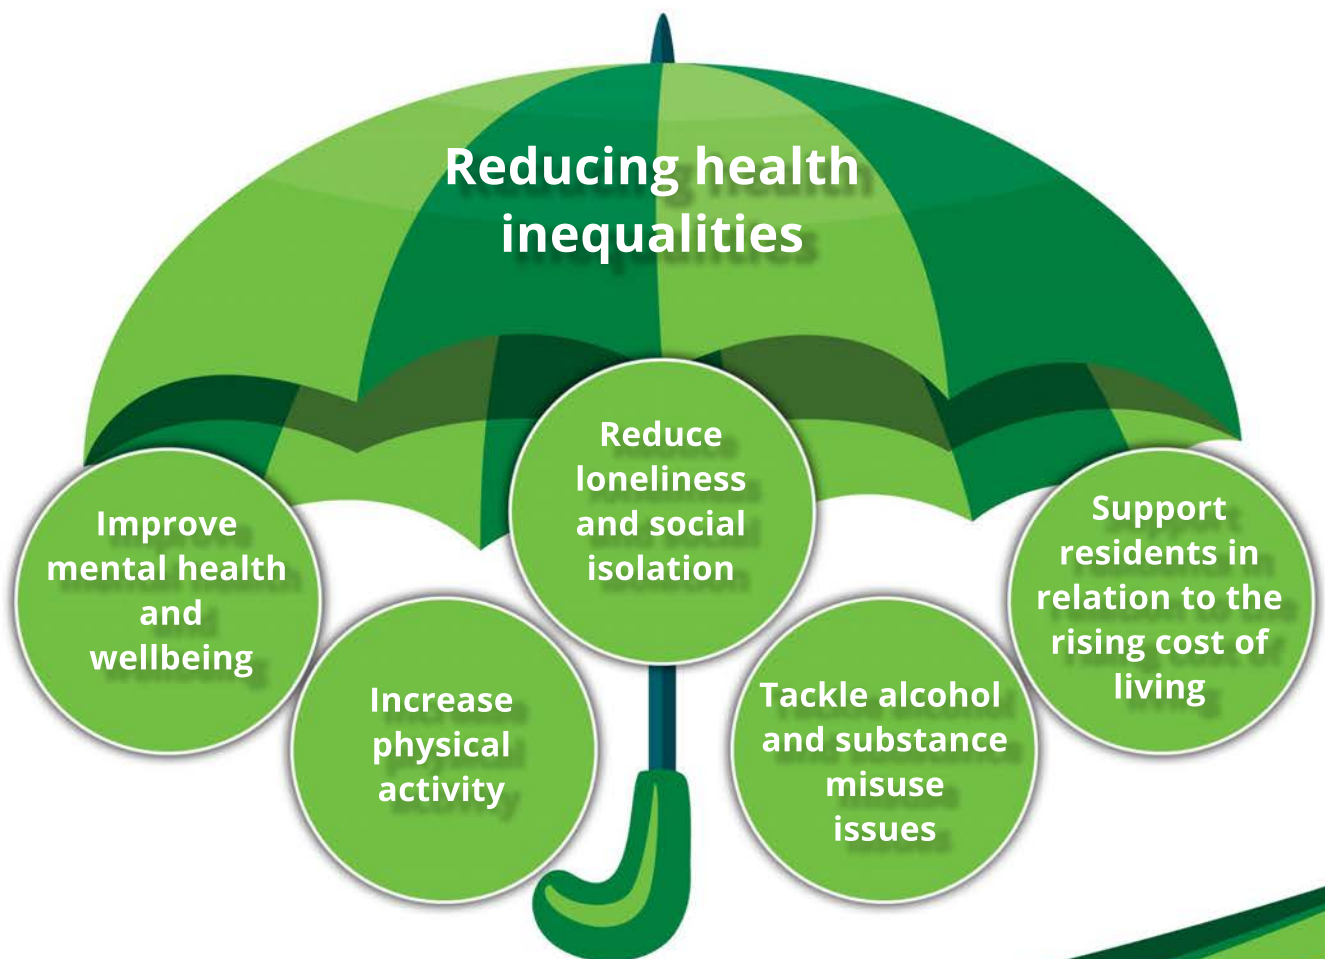 Reducing health
inequalities
Improve
mental health
and
wellbeing
Increase
physical
activity
Reduce
loneliness
and social
isolation
Tackle alcohol
and substance
misuse
issues
Support
residents in
relation to the
rising cost of
living